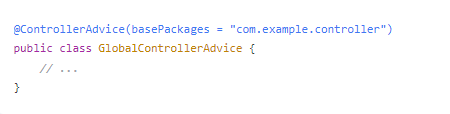 @ControllerAdvice(basePackages = "com.example.controller")
public class GlobalControllerAdvice {
    // ...
}